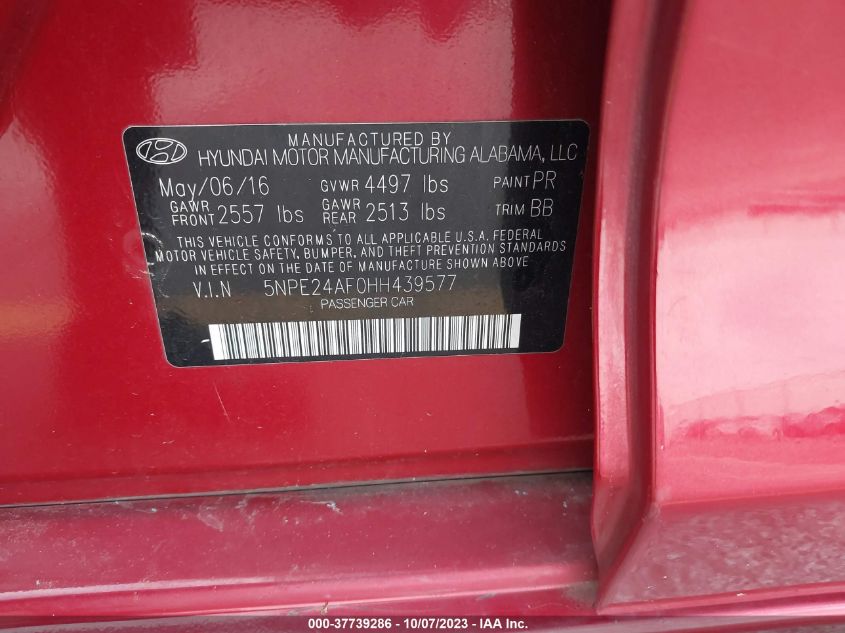 MANUFACTURED BY
HYUNDAI MOTOR MANUFACTURING ALABAMA, LLC
May/06/16 GVWR 4497 lbs PAINT PR
GAWR FRONT 2557 lbs GAWR REAR 2513 lbs TRIM BB
THIS VEHICLE CONFORMS TO ALL APPLICABLE U.S.A. FEDERAL
MOTOR VEHICLE SAFETY, BUMPER, AND THEFT PREVENTION STANDARDS
IN EFFECT ON THE DATE OF MANUFACTURE SHOWN ABOVE
V.I.N 5NPE24AF0HH439577
PASSENGER CAR
000-37739286 - 10/07/2023 - IAA Inc.